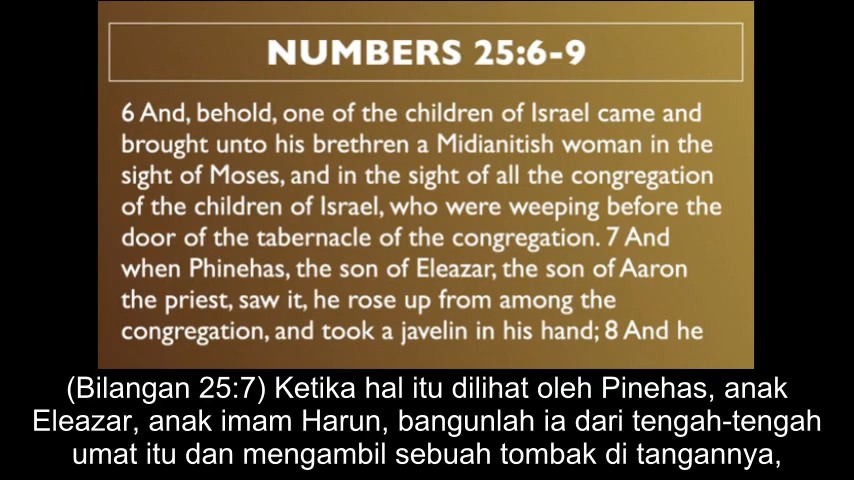 NUMBERS 25:6-9
6 And, behold, one of the children of Israel came and
brought unto his brethren a Midianitish woman in the
sight of Moses, and in the sight of all the congregation
of the children of Israel, who were weeping before the
door of the tabernacle of the congregation. 7 And
when Phinehas, the son of Eleazar, the son of Aaron
the priest, saw it, he rose up from among the
congregation, and took a javelin in his hand; 8 And he
(Bilangan 25:7) Ketika hal itu dilihat oleh Pinehas, anak
Eleazar, anak imam Harun, bangunlah ia dari tengah-tengah
umat itu dan mengambil sebuah tombak di tangannya,